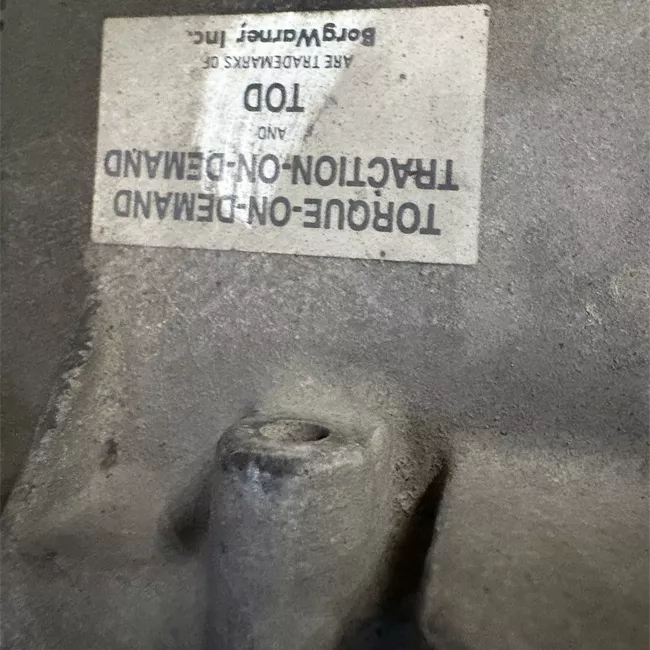 TORQUE-ON-DEMAND
TRACTION-ON-DEMAND
AND
TOD
ARE TRADEMARKS OF
BorgWarner, Inc.